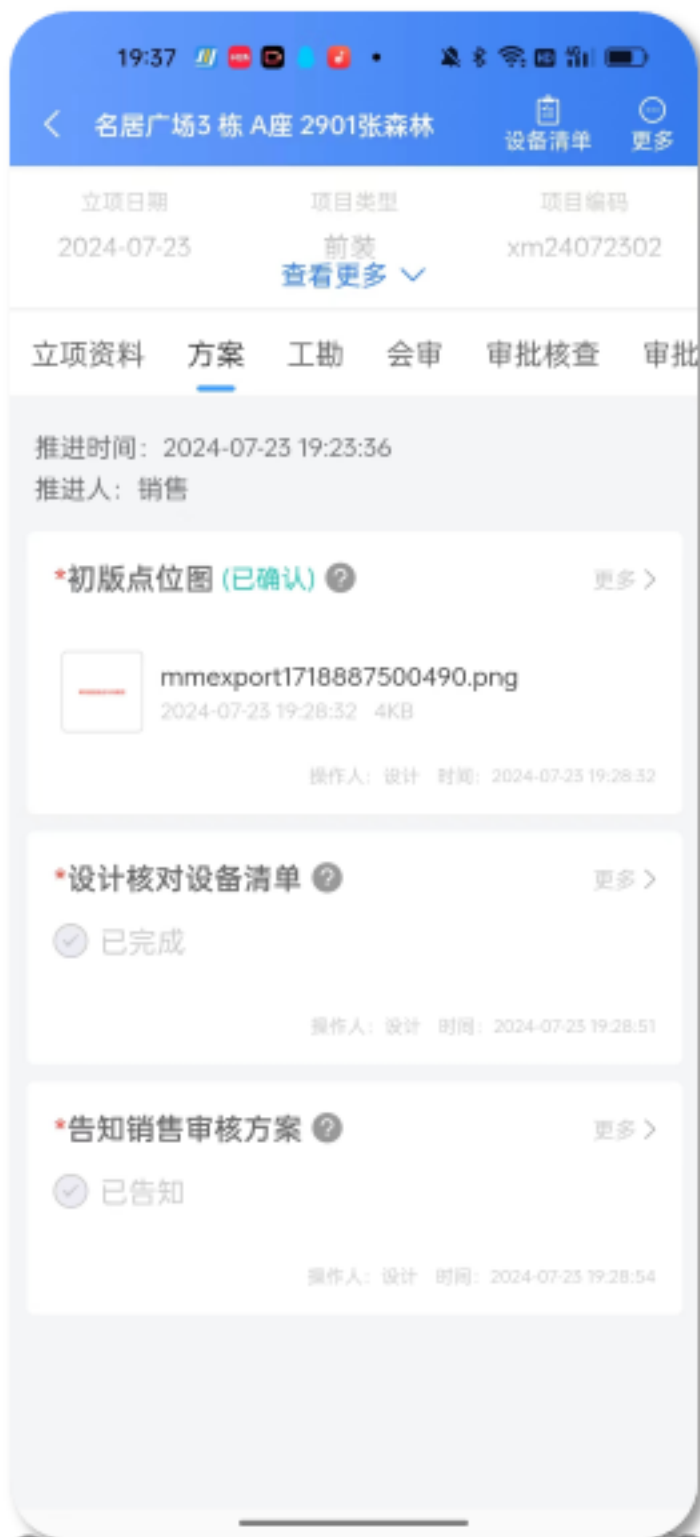 19:37
名居广场3 栋 A座 2901张森林
设备清单
更多
立项日期 项目类型 项目编码
2024-07-23 前装 xm24072302
查看更多
立项资料 方案 工勘 会审 审批核查 审批
推进时间：2024-07-23 19:23:36
推进人：销售
*初版点位图 (已确认) ? 更多 >
mmexport1718887500490.png
2024-07-23 19:28:32 4KB
操作人：设计 时间：2024-07-23 19:28:32
*设计核对设备清单 ? 更多 >
已完成
操作人：设计 时间：2024-07-23 19:28:51
*告知销售审核方案 ? 更多 >
已告知
操作人：设计 时间：2024-07-23 19:28:54